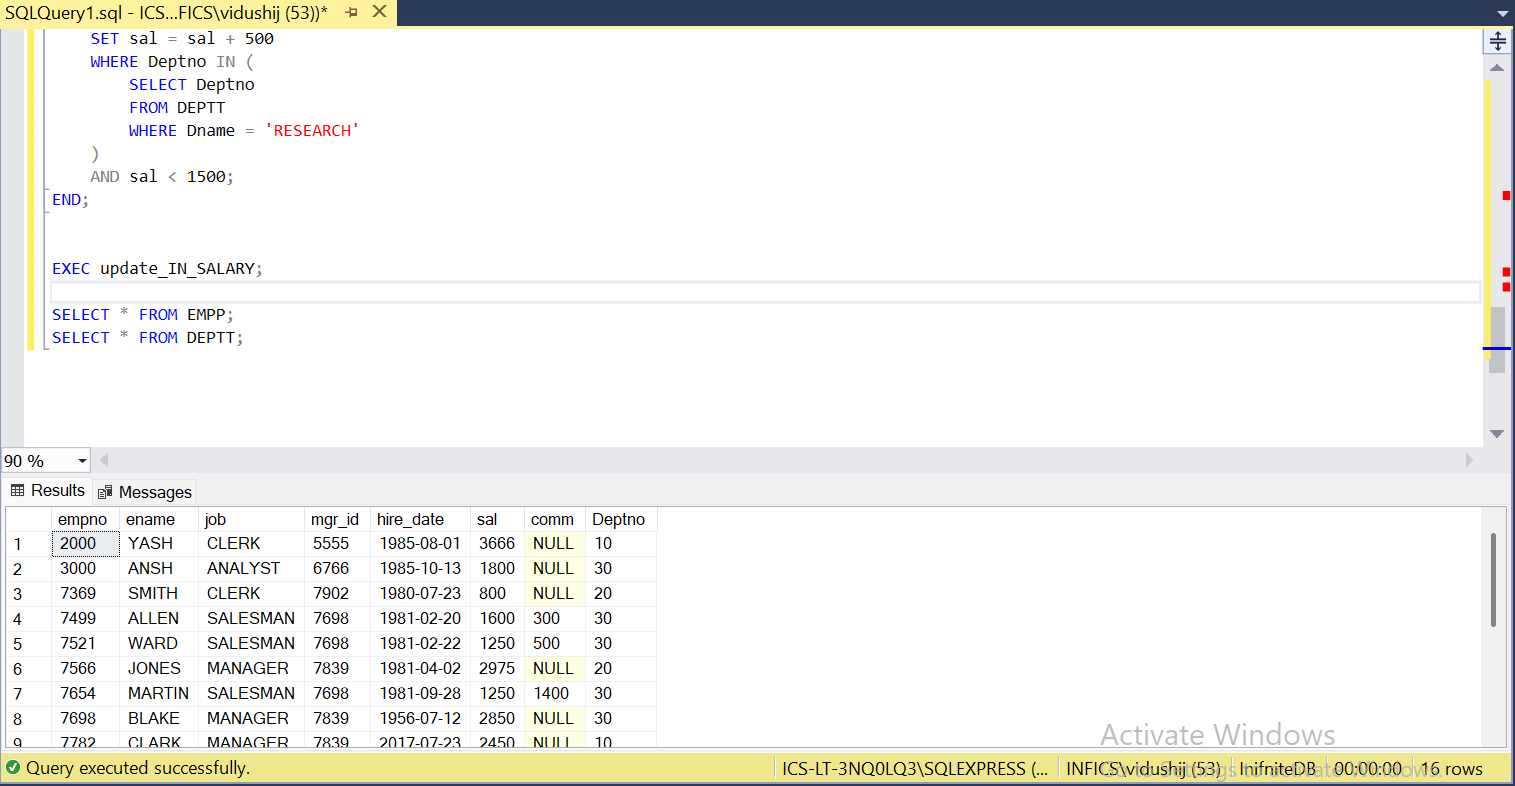 SQLQuery1.sql - ICS...FICS\vidushij (53))*
SET sal = sal + 500
WHERE Deptno IN (
SELECT Deptno
FROM DEPTT
WHERE Dname = 'RESEARCH'
)
AND sal < 1500;
END;
EXEC update_IN_SALARY;
SELECT * FROM EMPP;
SELECT * FROM DEPTT;
90 %
Results Messages
empno ename job mgr_id hire_date sal comm Deptno
1 2000 YASH CLERK 5555 1985-08-01 3666 NULL 10
2 3000 ANSH ANALYST 6766 1985-10-13 1800 NULL 30
3 7369 SMITH CLERK 7902 1980-07-23 800 NULL 20
4 7499 ALLEN SALESMAN 7698 1981-02-20 1600 300 30
5 7521 WARD SALESMAN 7698 1981-02-22 1250 500 30
6 7566 JONES MANAGER 7839 1981-04-02 2975 NULL 20
7 7654 MARTIN SALESMAN 7698 1981-09-28 1250 1400 30
8 7698 BLAKE MANAGER 7839 1956-07-12 2850 NULL 30
9 7782 CLARK MANAGER 7839 2017-07-23 2450 NULL 10
Activate Windows
Go to Settings to activate Windows.
Query executed successfully. ICS-LT-3NQ0LQ3\SQLEXPRESS (... INFICS\vidushij (53) InifniteDB 00:00:00 16 rows